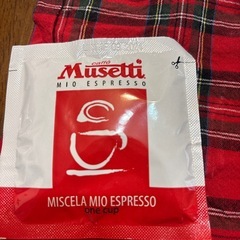 caffè
Musetti
MIO ESPRESSO
MISCELA MIO ESPRESSO
one cup